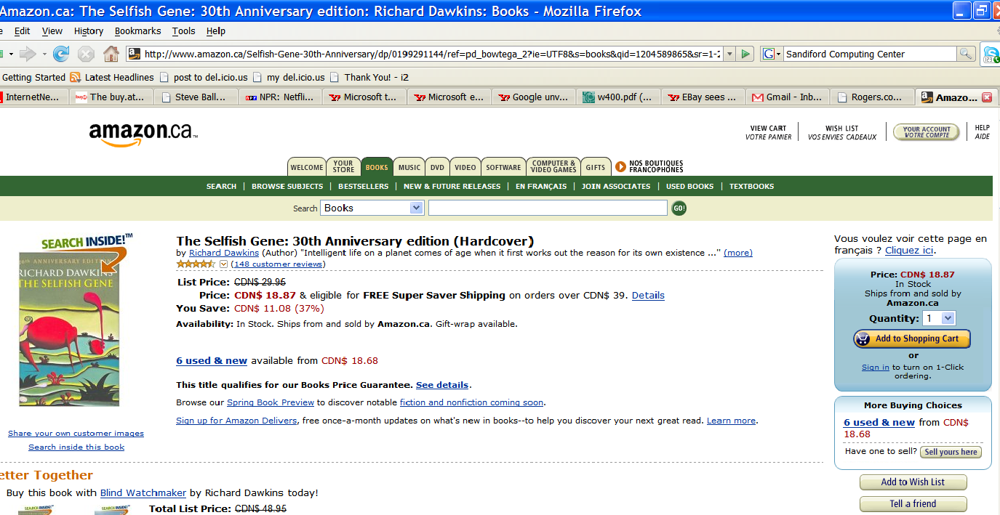 Amazon.ca: The Selfish Gene: 30th Anniversary edition: Richard Dawkins: Books - Mozilla Firefox
Edit View History Bookmarks Tools Help
http://www.amazon.ca/Selfish-Gene-30th-Anniversary/dp/0199291144/ref=pd_bowtega_2?ie=UTF8&s=books&qid=1204589865&sr=1-2 Sandiford Computing Center
Getting Started Latest Headlines post to del.icio.us my del.icio.us Thank You! - i2
InternetNe... The buy.at... Steve Ball... NPR: Netfli... Microsoft t... Microsoft e... Google unv... w400.pdf (... EBay sees ... Gmail - Inb... Rogers.co... Amazo...
amazon.ca™
VIEW CART WISH LIST YOUR ACCOUNT HELP
VOTRE PANIER VOS ENVIES CADEAUX VOTRE COMPTE AIDE
WELCOME YOUR STORE BOOKS MUSIC DVD VIDEO SOFTWARE COMPUTER & VIDEO GAMES GIFTS NOS BOUTIQUES FRANCOPHONES
SEARCH | BROWSE SUBJECTS | BESTSELLERS | NEW & FUTURE RELEASES | EN FRANÇAIS | JOIN ASSOCIATES | USED BOOKS | TEXTBOOKS
Search Books GO!
SEARCH INSIDE!™
30th ANNIVERSARY EDITION
RICHARD DAWKINS
THE SELFISH GENE
Share your own customer images
Search inside this book
The Selfish Gene: 30th Anniversary edition (Hardcover)
by Richard Dawkins (Author) "Intelligent life on a planet comes of age when it first works out the reason for its own existence ..." (more)
(148 customer reviews)
List Price: CDN$ 29.95
Price: CDN$ 18.87 & eligible for FREE Super Saver Shipping on orders over CDN$ 39. Details
You Save: CDN$ 11.08 (37%)
Availability: In Stock. Ships from and sold by Amazon.ca. Gift-wrap available.
6 used & new available from CDN$ 18.68
This title qualifies for our Books Price Guarantee. See details.
Browse our Spring Book Preview to discover notable fiction and nonfiction coming soon.
Sign up for Amazon Delivers, free once-a-month updates on what's new in books--to help you discover your next great read. Learn more.
Vous voulez voir cette page en
français ? Cliquez ici.
Price: CDN$ 18.87
In Stock
Ships from and sold by
Amazon.ca
Quantity: 1
Add to Shopping Cart
or
Sign in to turn on 1-Click
ordering.
More Buying Choices
6 used & new from CDN$
18.68
Have one to sell? Sell yours here
Add to Wish List
Tell a friend
etter Together
Buy this book with Blind Watchmaker by Richard Dawkins today!
SEARCH INSIDE!™ SEARCH INSIDE!™ Total List Price: CDN$ 48.95